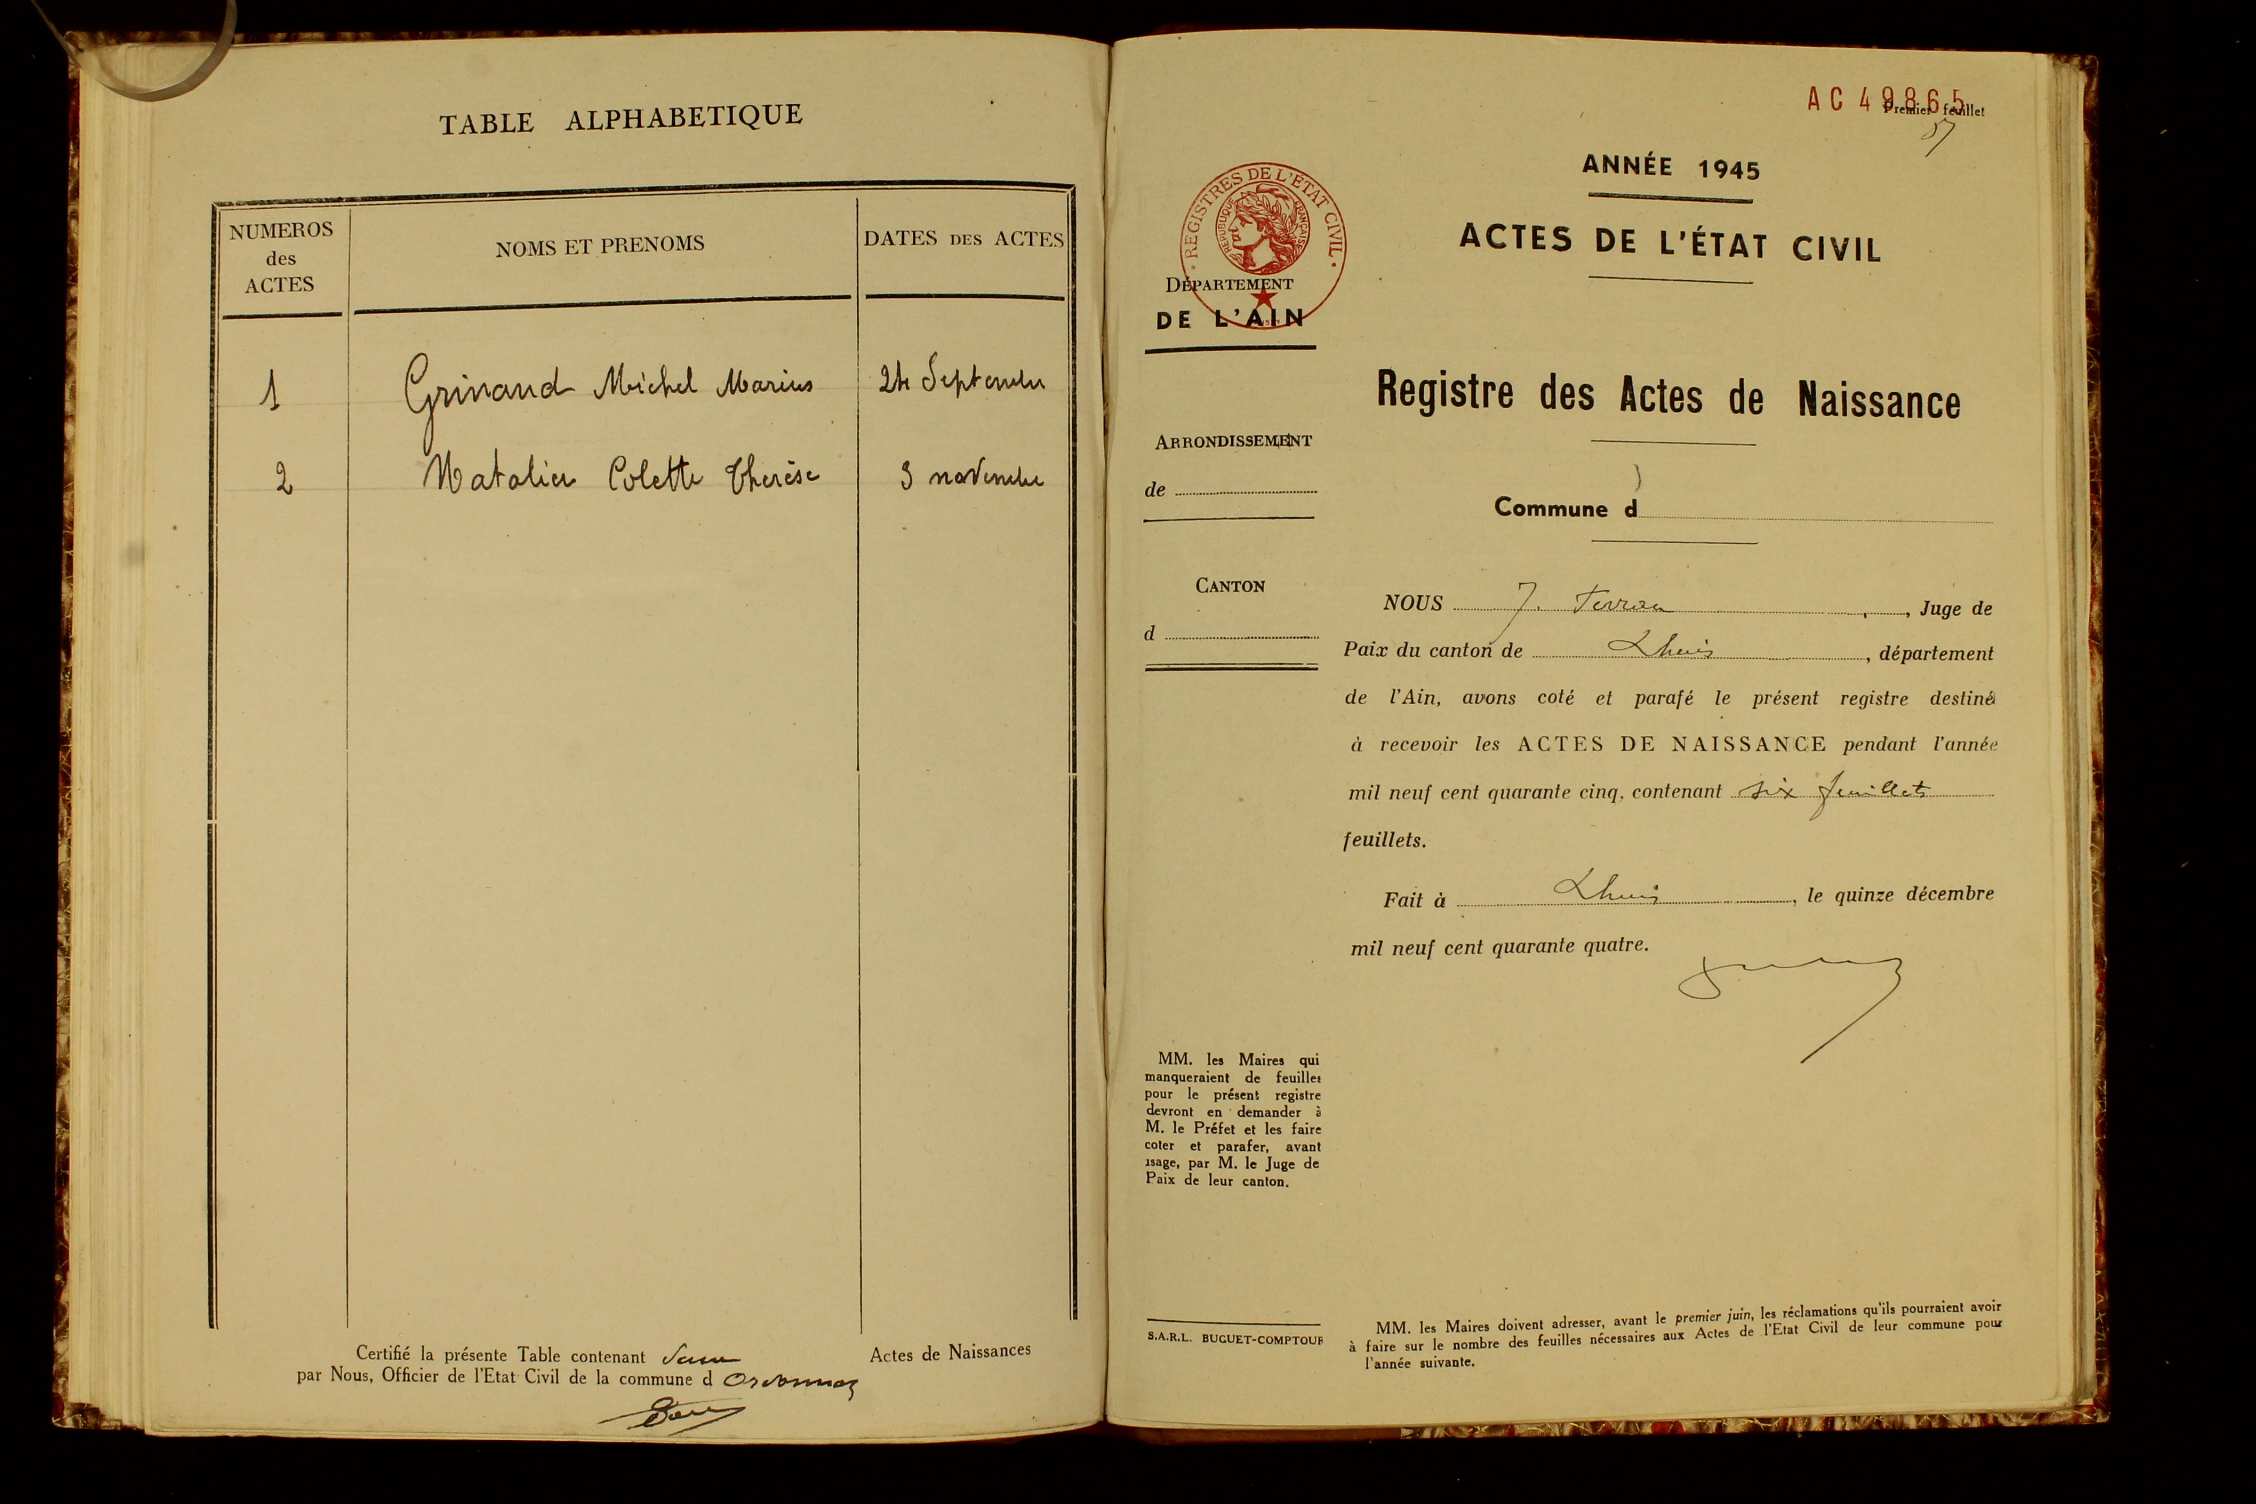 TABLE ALPHABETIQUE
NUMEROS
des
ACTES
NOMS ET PRENOMS
DATES DES ACTES
1 Grinand Michel Marius 24 Septembre
2 Colette Therèse 3 novembre
Certifié la présente Table contenant
Actes de Naissances
par Nous, Officier de l'Etat Civil de la commune d Ordonnaz
AC 49865
Premier feuillet
ANNÉE 1945
ACTES DE L'ÉTAT CIVIL
REGISTRES DE L'ETAT CIVIL
REPUBLIQUE FRANÇAISE
DÉPARTEMENT
DE L'AIN
Registre des Actes de Naissance
ARRONDISSEMENT
de
Commune d
CANTON
d
NOUS J. , Juge de
Paix du canton de Lhuis , département
de l'Ain, avons coté et parafé le présent registre destiné
à recevoir les ACTES DE NAISSANCE pendant l'année
mil neuf cent quarante cinq, contenant six feuillets
feuillets.
Fait à Lhuis , le quinze décembre
mil neuf cent quarante quatre.
MM. les Maires qui
manqueraient de feuilles
pour le présent registre
devront en demander à
M. le Préfet et les faire
coter et parafer, avant
usage, par M. le Juge de
Paix de leur canton.
S.A.R.L. BUGUET-COMPTOUR
MM. les Maires doivent adresser, avant le premier juin, les réclamations qu'ils pourraient avoir
à faire sur le nombre des feuilles nécessaires aux Actes de l'Etat Civil de leur commune pour
l'année suivante.